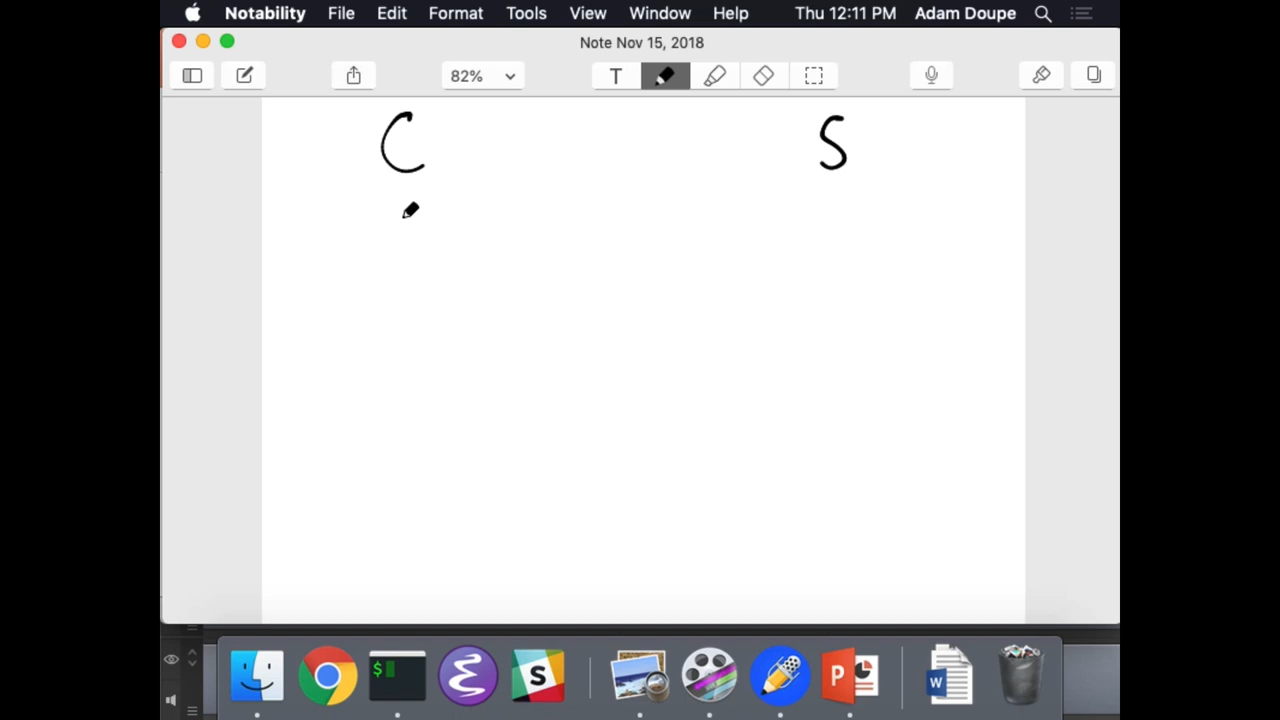 Notability File Edit Format Tools View Window Help Thu 12:11 PM Adam Doupe
Note Nov 15, 2018
82% T
C S
$
S
P W